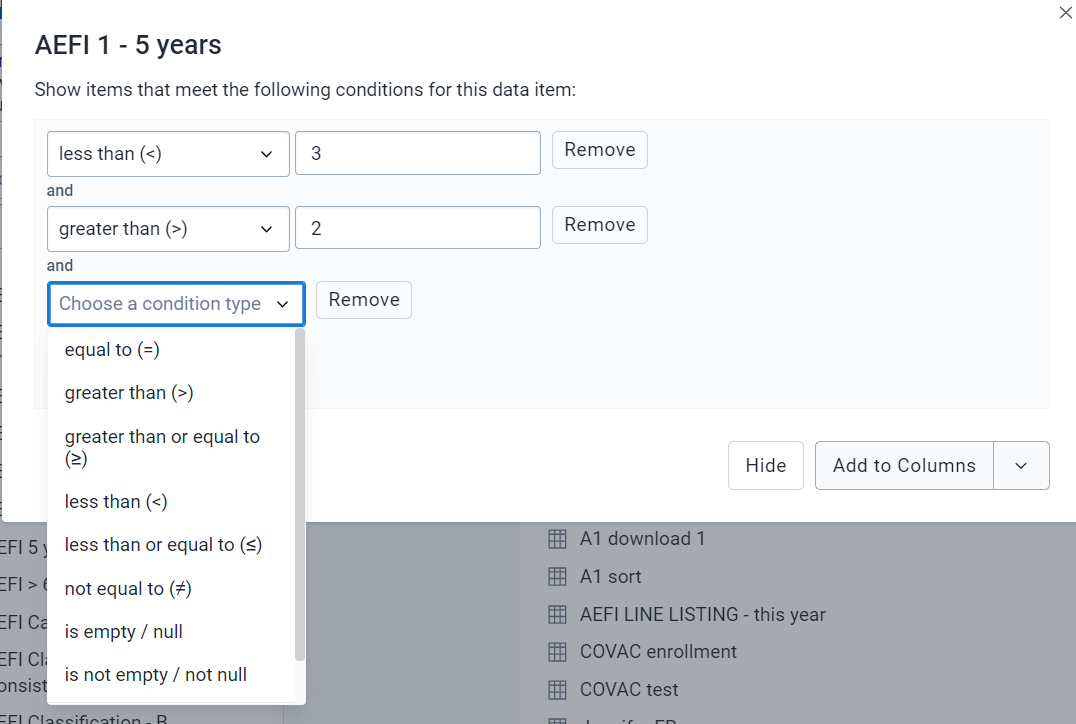 AEFI 1 - 5 years
Show items that meet the following conditions for this data item:
less than (<)
3
Remove
and
greater than (>)
2
Remove
and
Choose a condition type
Remove
equal to (=)
greater than (>)
greater than or equal to
(≥)
less than (<)
less than or equal to (≤)
not equal to (≠)
is empty / null
is not empty / not null
Hide
Add to Columns
A1 download 1
A1 sort
AEFI LINE LISTING - this year
COVAC enrollment
COVAC test
EFI 5 y
EFI > 6
EFI Ca
EFI Cl
onsist
EFI Classification - B